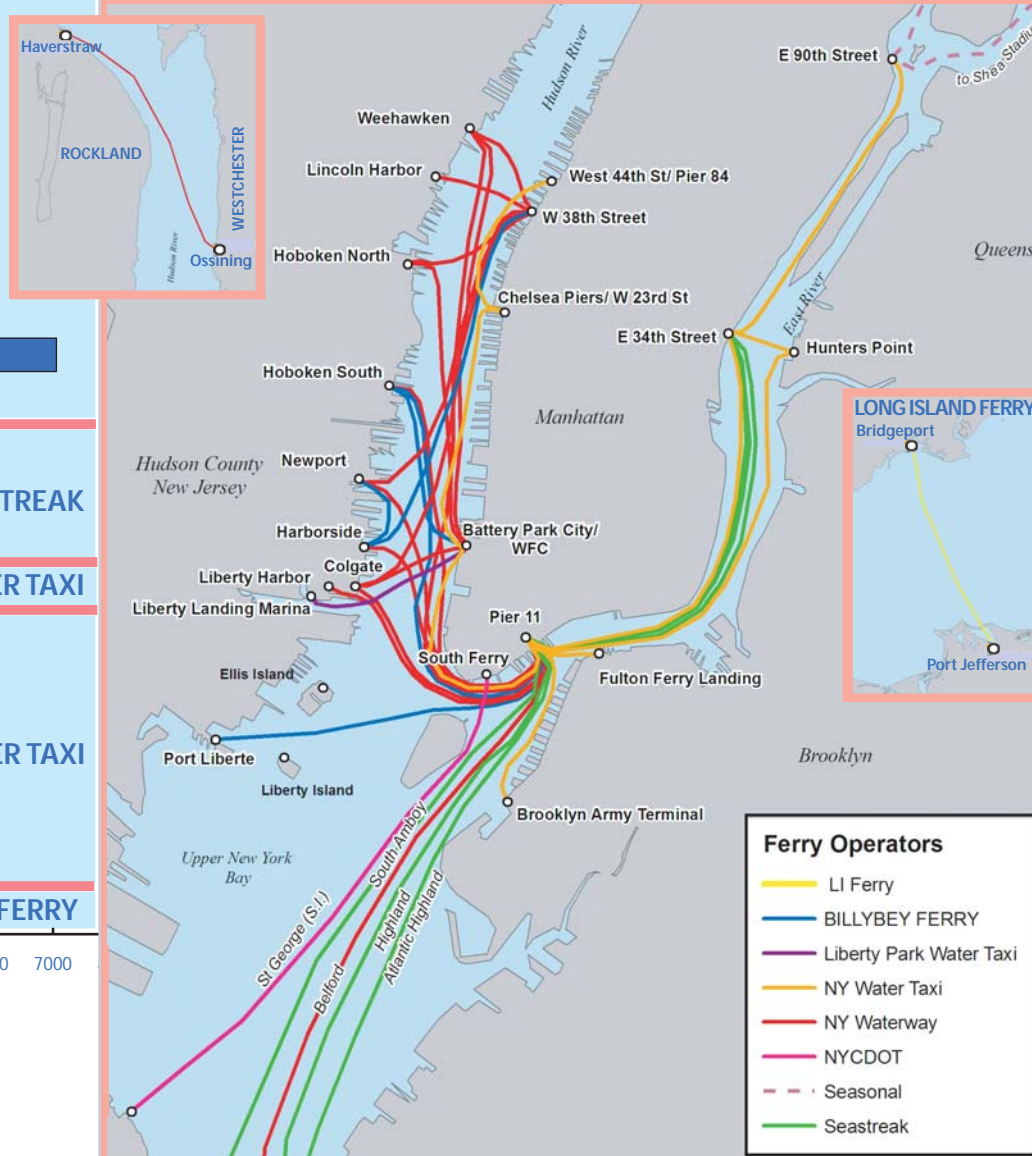 Haverstraw
ROCKLAND
WESTCHESTER
Hudson River
Ossining
TREAK
ER TAXI
ER TAXI
FERRY
0
7000
Hudson River
E 90th Street
to Shea Stadiu
Weehawken
Lincoln Harbor
West 44th St/ Pier 84
W 38th Street
Hoboken North
Queens
Chelsea Piers/ W 23rd St
East River
E 34th Street
Hunters Point
Hoboken South
Manhattan
LONG ISLAND FERRY
Bridgeport
Port Jefferson
Hudson County
New Jersey
Newport
Harborside
Battery Park City/
WFC
Colgate
Liberty Harbor
Liberty Landing Marina
Pier 11
South Ferry
Fulton Ferry Landing
Ellis Island
Port Liberte
Liberty Island
Brooklyn
Brooklyn Army Terminal
Upper New York
Bay
St George (S.I.)
South Amboy
Belford
Highland
Atlantic Highland
Ferry Operators
LI Ferry
BILLYBEY FERRY
Liberty Park Water Taxi
NY Water Taxi
NY Waterway
NYCDOT
Seasonal
Seastreak